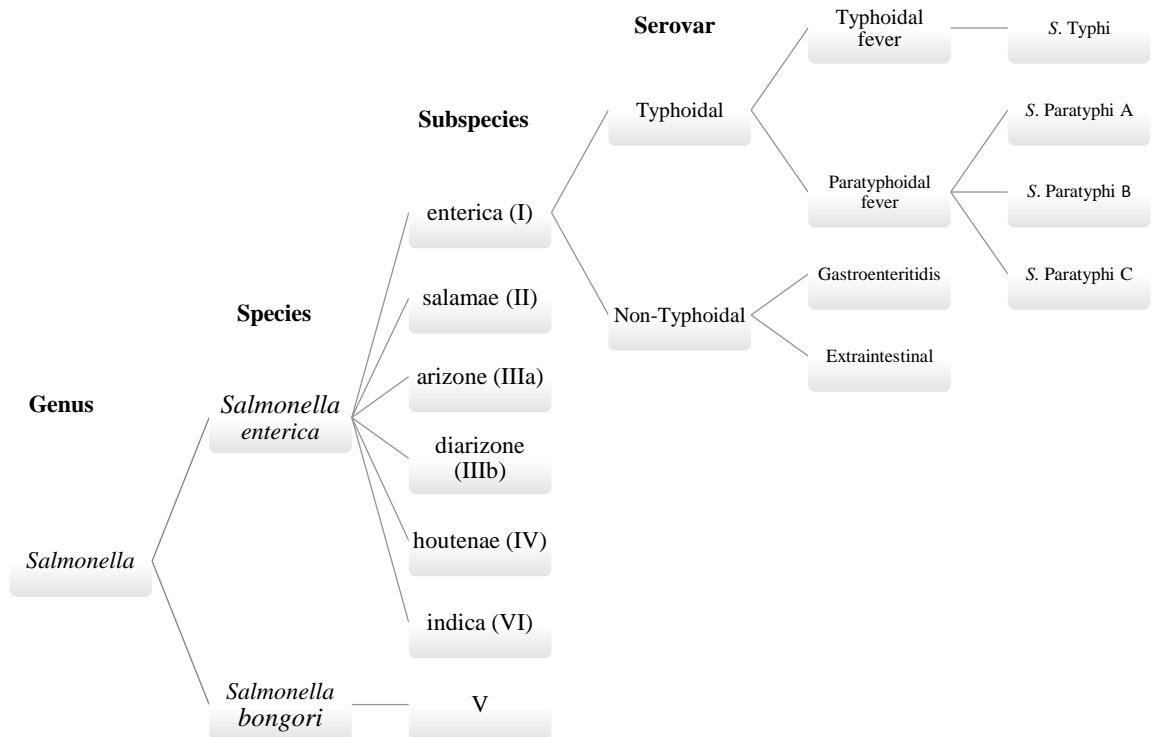 Genus
Salmonella
Species
Salmonella
enterica
Salmonella
bongori
Subspecies
enterica (I)
salamae (II)
arizone (IIIa)
diarizone
(IIIb)
houtenae (IV)
indica (VI)
V
Serovar
Typhoidal
Non-Typhoidal
Typhoidal
fever
Paratyphoidal
fever
Gastroenteritidis
Extraintestinal
S. Typhi
S. Paratyphi A
S. Paratyphi B
S. Paratyphi C